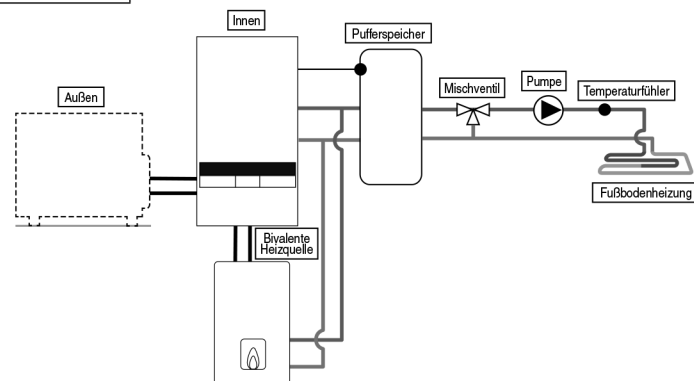 Innen
Pufferspeicher
Außen
Mischventil
Pumpe
Temperaturfühler
Fußbodenheizung
Bivalente
Heizquelle